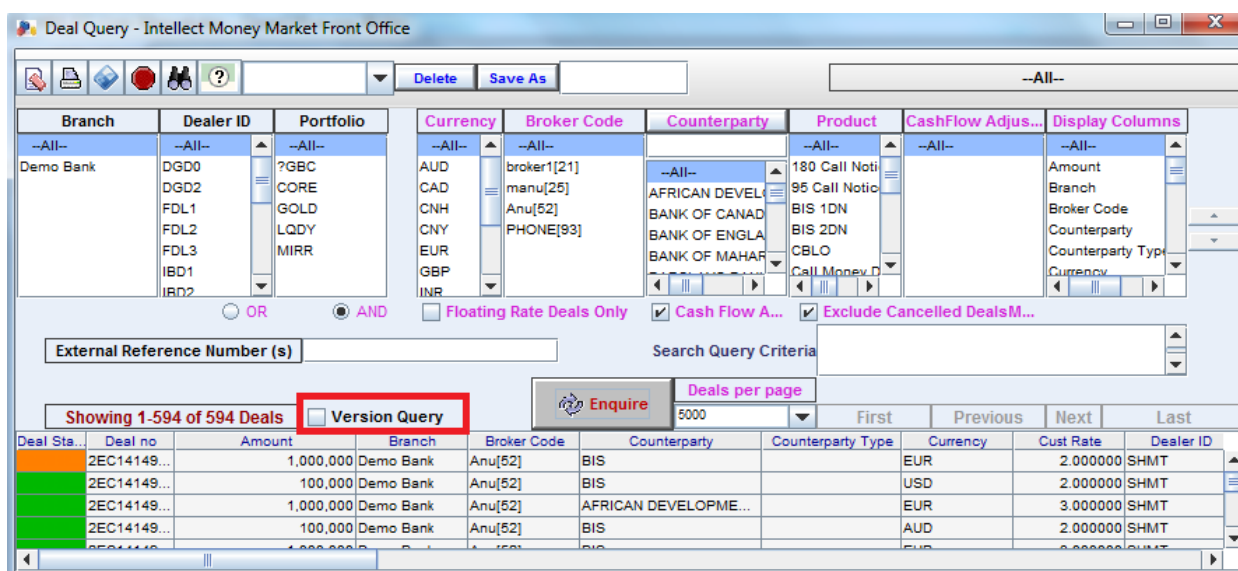 Deal Query - Intellect Money Market Front Office
Delete Save As --All--
Branch Dealer ID Portfolio Currency Broker Code Counterparty Product CashFlow Adjus... Display Columns
--All-- --All-- --All-- --All-- --All-- --All-- --All-- --All--
Demo Bank DGD0 ?GBC AUD broker1[21] --All-- 180 Call Noti Amount
DGD2 CORE CAD manu[25] AFRICAN DEVEL 95 Call Notic Branch
FDL1 GOLD CNH Anu[52] BANK OF CANAD BIS 1DN Broker Code
FDL2 LQDY CNY PHONE[93] BANK OF ENGLA BIS 2DN Counterparty
FDL3 MIRR EUR BANK OF MAHAR CBLO Counterparty Type
IBD1 GBP Call Money D Currency
IBD2 INR
OR AND Floating Rate Deals Only Cash Flow A... Exclude Cancelled DealsM...
External Reference Number (s) Search Query Criteria
Enquire Deals per page
Showing 1-594 of 594 Deals Version Query 5000 First Previous Next Last
Deal Sta... Deal no Amount Branch Broker Code Counterparty Counterparty Type Currency Cust Rate Dealer ID
2EC14149... 1,000,000 Demo Bank Anu[52] BIS EUR 2.000000 SHMT
2EC14149... 100,000 Demo Bank Anu[52] BIS USD 2.000000 SHMT
2EC14149... 1,000,000 Demo Bank Anu[52] AFRICAN DEVELOPME... EUR 3.000000 SHMT
2EC14149... 100,000 Demo Bank Anu[52] BIS AUD 2.000000 SHMT